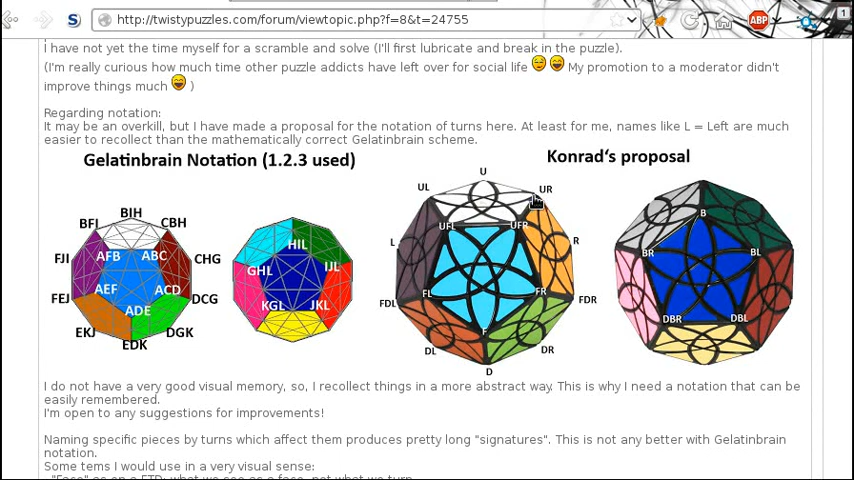 1
S http://twistypuzzles.com/forum/viewtopic.php?f=8&t=24755 ABP
I have not yet the time myself for a scramble and solve (I'll first lubricate and break in the puzzle).
(I'm really curious how much time other puzzle addicts have left over for social life My promotion to a moderator didn't
improve things much )
Regarding notation:
It may be an overkill, but I have made a proposal for the notation of turns here. At least for me, names like L = Left are much
easier to recollect than the mathematically correct Gelatinbrain scheme.
Gelatinbrain Notation (1.2.3 used)
BIH
BFI CBH
FJI AFB ABC CHG
FEJ AEF ACD DCG
ADE
EKJ DGK
EDK
HIL
GHL IJL
KGL JKL
Konrad's proposal
U
UL UR
UFL UFR
L R
FDL FL FR FDR
F
DL DR
D
B
BR BL
DBR DBL
I do not have a very good visual memory, so, I recollect things in a more abstract way. This is why I need a notation that can be
easily remembered.
I'm open to any suggestions for improvements!
Naming specific pieces by turns which affect them produces pretty long "signatures". This is not any better with Gelatinbrain
notation.
Some tems I would use in a very visual sense: